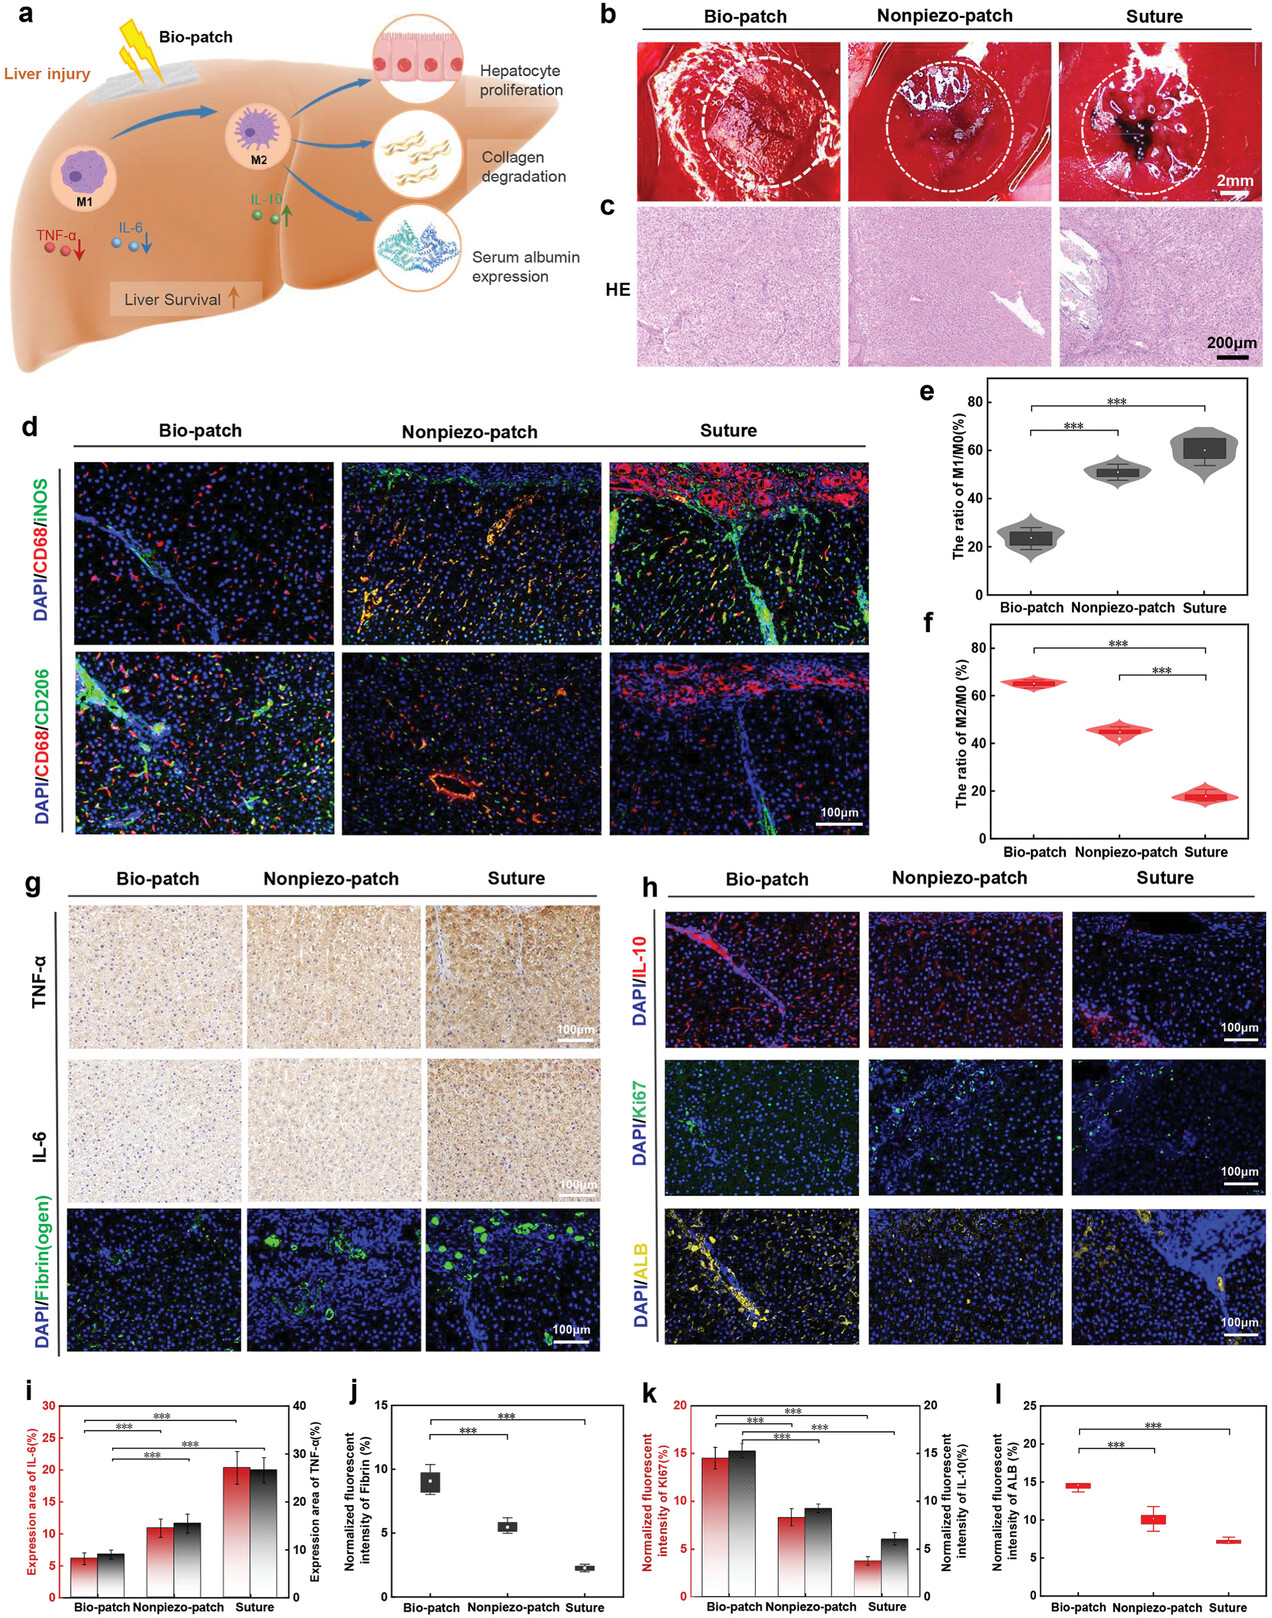 a
Bio-patch
Liver injury
M1
M2
TNF-α
IL-6
IL-10
Liver Survival
Hepatocyte
proliferation
Collagen
degradation
Serum albumin
expression
b
Bio-patch
Nonpiezo-patch
Suture
2mm
c
HE
200μm
d
Bio-patch
Nonpiezo-patch
Suture
DAPI/CD68/iNOS
DAPI/CD68/CD206
100μm
e
The ratio of M1/M0(%)
80
60
40
20
0
***
***
Bio-patch Nonpiezo-patch Suture
f
The ratio of M2/M0 (%)
80
60
40
20
0
***
***
Bio-patch Nonpiezo-patch Suture
g
Bio-patch
Nonpiezo-patch
Suture
TNF-α
100μm
IL-6
100μm
DAPI/Fibrin(ogen)
100μm
h
Bio-patch
Nonpiezo-patch
Suture
DAPI/IL-10
100μm
DAPI/Ki67
100μm
DAPI/ALB
100μm
i
Expression area of IL-6(%)
30
25
20
15
10
5
0
***
***
***
***
40
30
20
10
0
Expression area of TNF-α(%)
Bio-patch Nonpiezo-patch Suture
j
Normalized fluorescent
intensity of Fibrin (%)
15
10
5
0
***
***
Bio-patch Nonpiezo-patch Suture
k
Normalized fluorescent
intensity of KI67(%)
20
15
10
5
0
***
***
***
***
20
15
10
5
0
Normalized fluorescent
intensity of IL-10(%)
Bio-patch Nonpiezo-patch Suture
l
Normalized fluorescent
intensity of ALB (%)
25
20
15
10
5
0
***
***
Bio-patch Nonpiezo-patch Suture